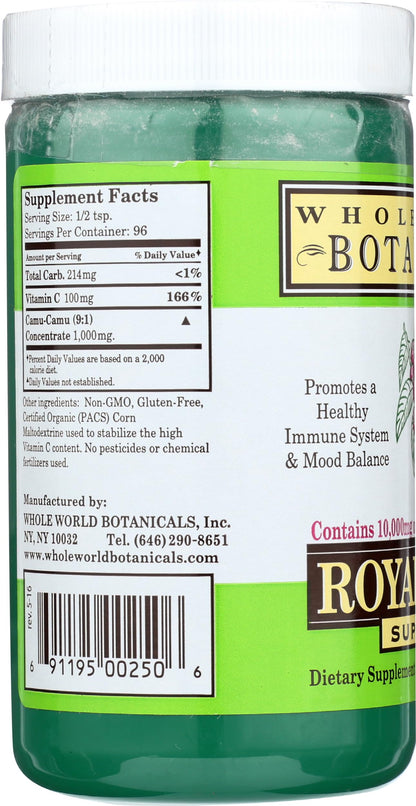 Supplement Facts
Serving Size: 1/2 tsp.
Servings Per Container: 96
Amount per Serving % Daily Value♦
Total Carb. 214mg <1%
Vitamin C 100mg 166%
Camu-Camu (9:1) ▲
Concentrate 1,000mg.
*Percent Daily Values are based on a 2,000
calorie diet.
▲Daily Values not established.
Other ingredients: Non-GMO, Gluten-Free,
Certified Organic (PACS) Corn
Maltodextrine used to stabilize the high
Vitamin C content. No pesticides or chemical
fertilizers used.
Manufactured by:
WHOLE WORLD BOTANICALS, Inc.
NY, NY 10032 Tel. (646) 290-8651
www.wholeworldbotanicals.com
rev. 5-16
6 91195 00250 6
WHOLE
BOTA
Promotes a
Healthy
Immune System
& Mood Balance
Contains 10,000mg
ROYA
SUP
Dietary Supplement